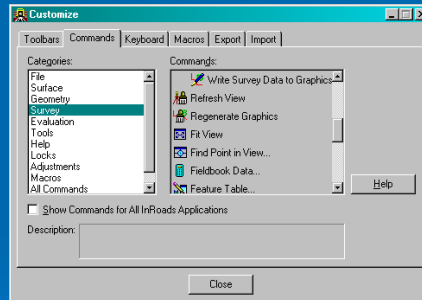 Customize
Toolbars Commands Keyboard Macros Export Import
Categories:
File
Surface
Geometry
Survey
Evaluation
Tools
Help
Locks
Adjustments
Macros
All Commands
Commands:
Write Survey Data to Graphics
Refresh View
Regenerate Graphics
Fit View
Find Point in View...
Fieldbook Data...
Feature Table...
Help
Show Commands for All InRoads Applications
Description:
Close